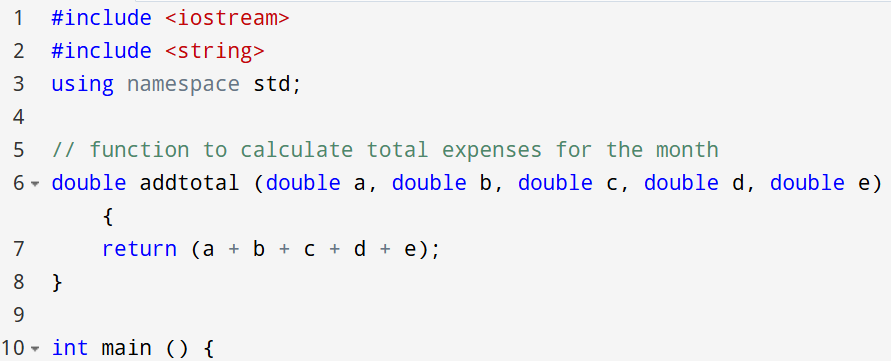 1 #include <iostream>
2 #include <string>
3 using namespace std;
4
5 // function to calculate total expenses for the month
6 double addtotal (double a, double b, double c, double d, double e)
{
7 return (a + b + c + d + e);
8 }
9
10 int main () {